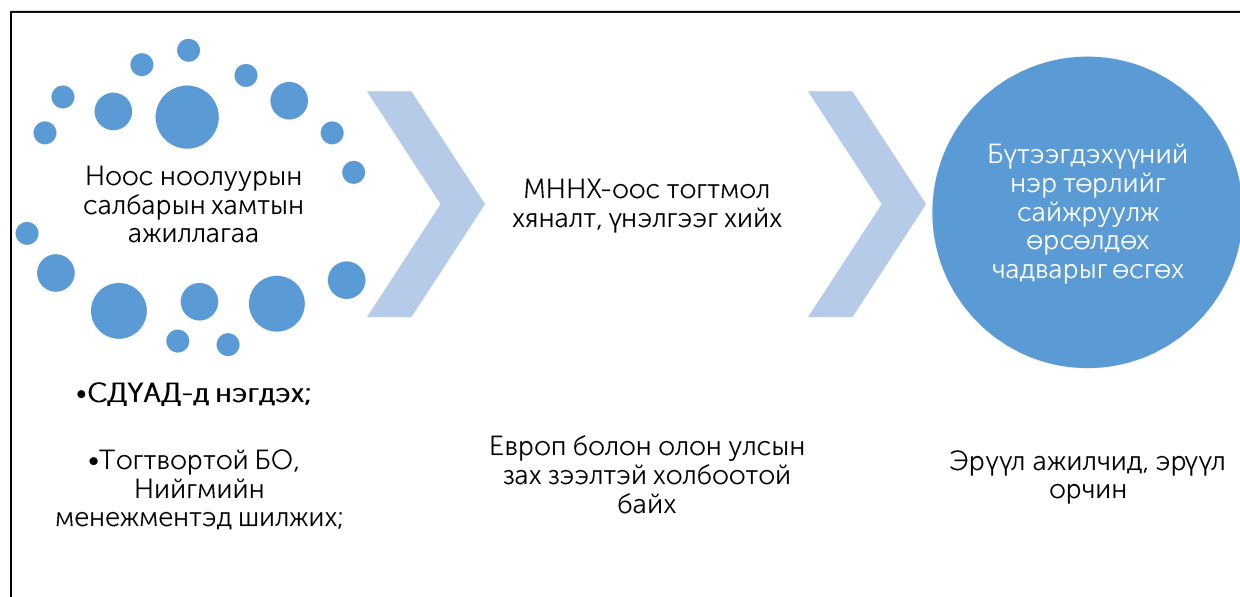 Ноос ноолуурын
салбарын хамтын
ажиллагаа
МННХ-оос тогтмол
хяналт, үнэлгээг хийх
Бүтээгдэхүүний
нэр төрлийг
сайжруулж
өрсөлдөх
чадварыг өсгөх
•СДҮАД-д нэгдэх;
•Тогтвортой БО,
Нийгмийн
менежментэд шилжих;
Европ болон олон улсын
зах зээлтэй холбоотой
байх
Эрүүл ажилчид, эрүүл
орчин